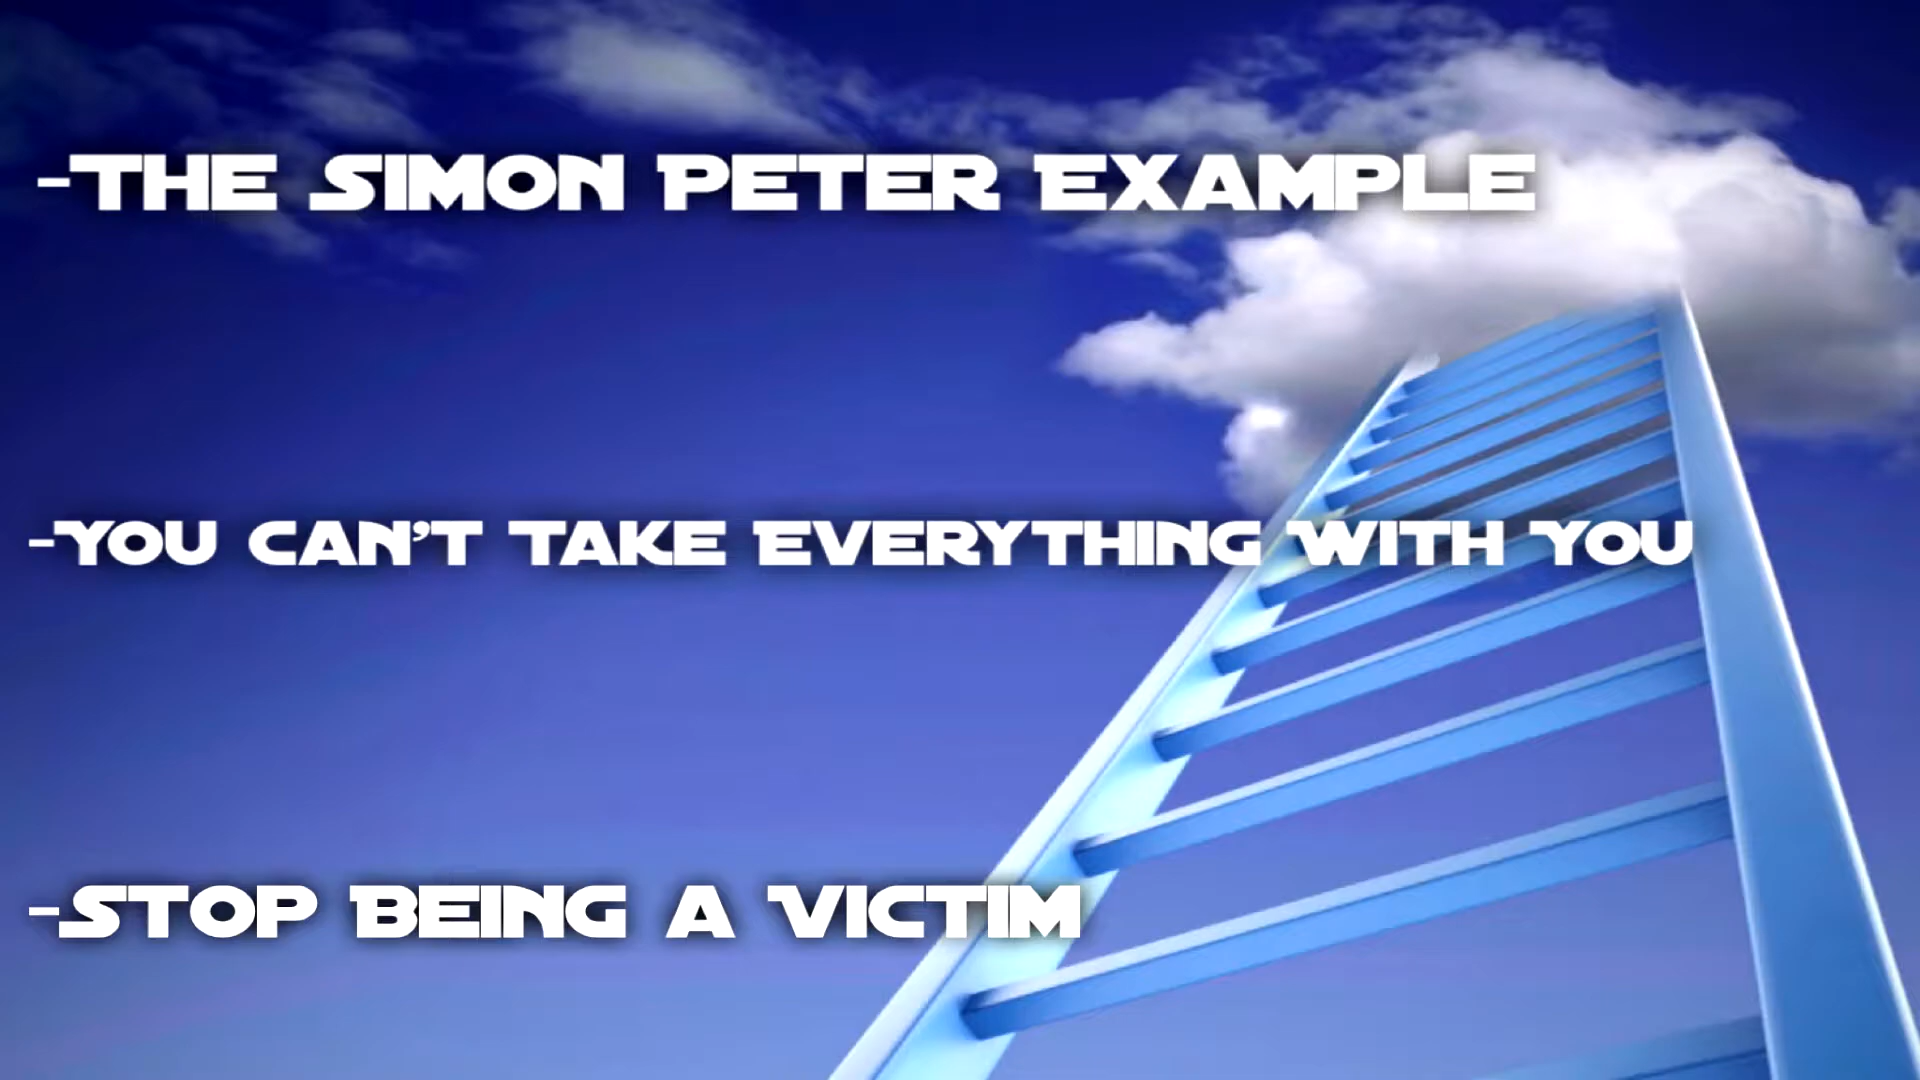 -The Simon Peter Example
-You Can't Take Everything With You
-Stop Being A Victim